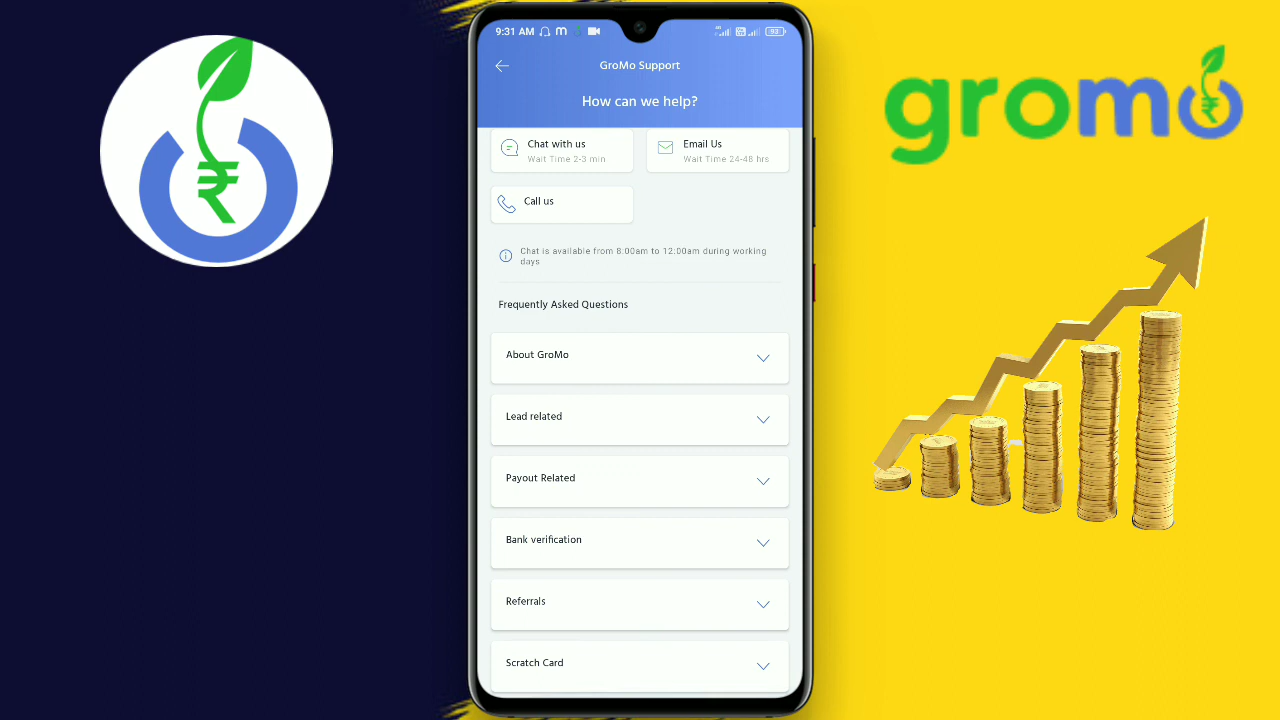 9:31 AM
93
GroMo Support
How can we help?
Chat with us
Wait Time 2-3 min
Email Us
Wait Time 24-48 hrs
Call us
Chat is available from 8:00am to 12:00am during working
days
Frequently Asked Questions
About GroMo
Lead related
Payout Related
Bank verification
Referrals
Scratch Card
₹
gromo
₹